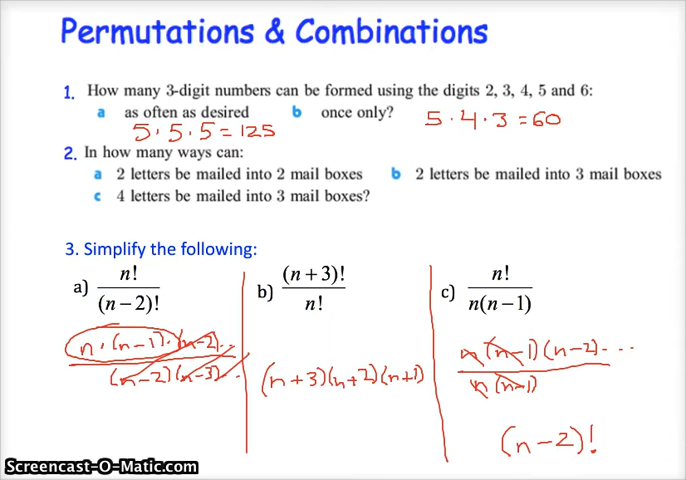 Permutations & Combinations
1. How many 3-digit numbers can be formed using the digits 2, 3, 4, 5 and 6:
a as often as desired b once only? 5 · 4 · 3 = 60
5 · 5 · 5 = 125
2. In how many ways can:
a 2 letters be mailed into 2 mail boxes b 2 letters be mailed into 3 mail boxes
c 4 letters be mailed into 3 mail boxes?
3. Simplify the following:
a) n! / (n − 2)! b) (n + 3)! / n! c) n! / n(n − 1)
n · (n−1) · (n−2) ... / (n−2)(n−3) ..
(n+3)(n+2)(n+1)
n(n−1)(n−2) ... / n(n−1)
(n−2)!
Screencast-O-Matic.com